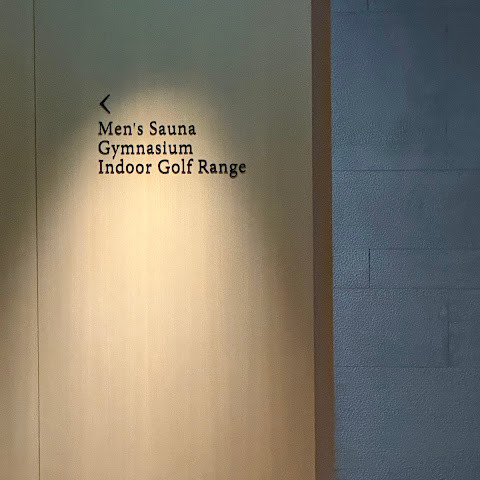 <
Men's Sauna
Gymnasium
Indoor Golf Range